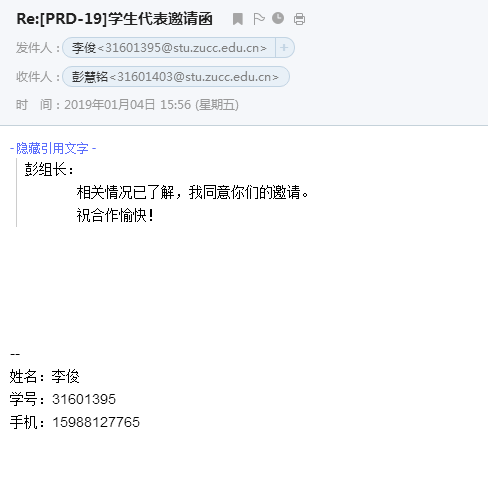 Re:[PRD-19]学生代表邀请函
发件人：李俊<31601395@stu.zucc.edu.cn> +
收件人：彭慧铭<31601403@stu.zucc.edu.cn>
时　间：2019年01月04日 15:56 (星期五)
- 隐藏引用文字 -
彭组长：
相关情况已了解，我同意你们的邀请。
祝合作愉快！
--
姓名：李俊
学号：31601395
手机：15988127765